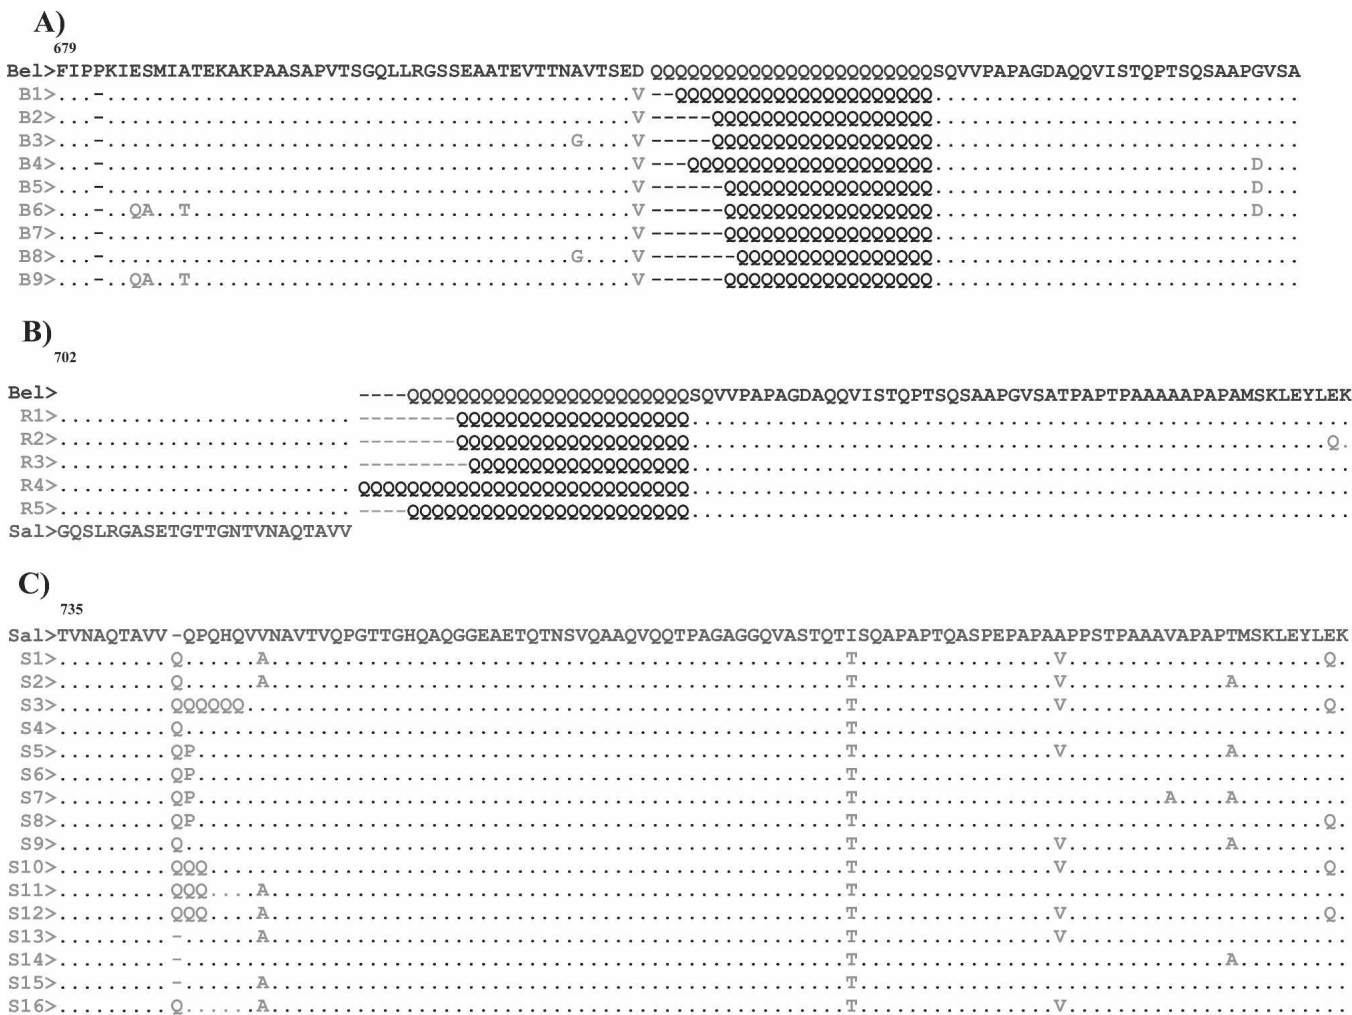 A)
679
Bel>FIPPKIESMIATEKAKPAASAPVTSGQLLRGSSEAATEVTTNAVTSED QQQQQQQQQQQQQQQQQQQQQQQSQVVPAPAGDAQQVISTQPTSQSAAPGVSA
B1>...-...........................................V --QQQQQQQQQQQQQQQQQQQQQ..............................
B2>...-...........................................V -----QQQQQQQQQQQQQQQQQQ..............................
B3>...-......................................G....V -----QQQQQQQQQQQQQQQQQQ..............................
B4>...-...........................................V ---QQQQQQQQQQQQQQQQQQQQ..........................D...
B5>...-...........................................V ------QQQQQQQQQQQQQQQQQ..........................D...
B6>...-..QA..T....................................V ------QQQQQQQQQQQQQQQQQ..........................D...
B7>...-...........................................V ------QQQQQQQQQQQQQQQQQ..............................
B8>...-......................................G....V -------QQQQQQQQQQQQQQQQ..............................
B9>...-..QA..T....................................V ------QQQQQQQQQQQQQQQQQ..............................
B)
702
Bel> ----QQQQQQQQQQQQQQQQQQQQQQQSQVVPAPAGDAQQVISTQPTSQSAAPGVSATPAPTPAAAAAPAPAMSKLEYLEK
R1>........................ --------QQQQQQQQQQQQQQQQQQQ......................................................
R2>........................ --------QQQQQQQQQQQQQQQQQQQ....................................................Q.
R3>........................ ---------QQQQQQQQQQQQQQQQQQ......................................................
R4>........................ QQQQQQQQQQQQQQQQQQQQQQQQQQQ......................................................
R5>........................ ----QQQQQQQQQQQQQQQQQQQQQQQ......................................................
Sal>GQSLRGASETGTTGNTVNAQTAVV
C)
735
Sal>TVNAQTAVV-QPQHQVVNAVTVQPGTTGHQAQGGEAETQTNSVQAAQVQQTPAGAGGQVASTQTISQAPAPTQASPEPAPAAPPSTPAAAVAPAPTMSKLEYLEK
S1>.........Q......A...............................................T................V.....................Q.
S2>.........Q......A...............................................T................V.............A.........
S3>.........QQQQQQ.................................................T................V.....................Q.
S4>.........Q......................................................T........................................
S5>.........QP.....................................................T................V.............A.........
S6>.........QP.....................................................T........................................
S7>.........QP.....................................................T.........................A....A.........
S8>.........QP.....................................................T......................................Q.
S9>.........Q......................................................T................V.............A.........
S10>.........QQQ....................................................T................V.....................Q.
S11>.........QQQ....A...............................................T........................................
S12>.........QQQ....A...............................................T................V.....................Q.
S13>.........-......A...............................................T................V.......................
S14>.........-......................................................T..............................A.........
S15>.........-......A...............................................T........................................
S16>.........Q......A...............................................T................V.......................